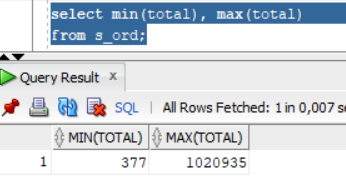 select min(total), max(total)
from s_ord;
Query Result x
SQL | All Rows Fetched: 1 in 0,007 se
MIN(TOTAL) MAX(TOTAL)
1 377 1020935